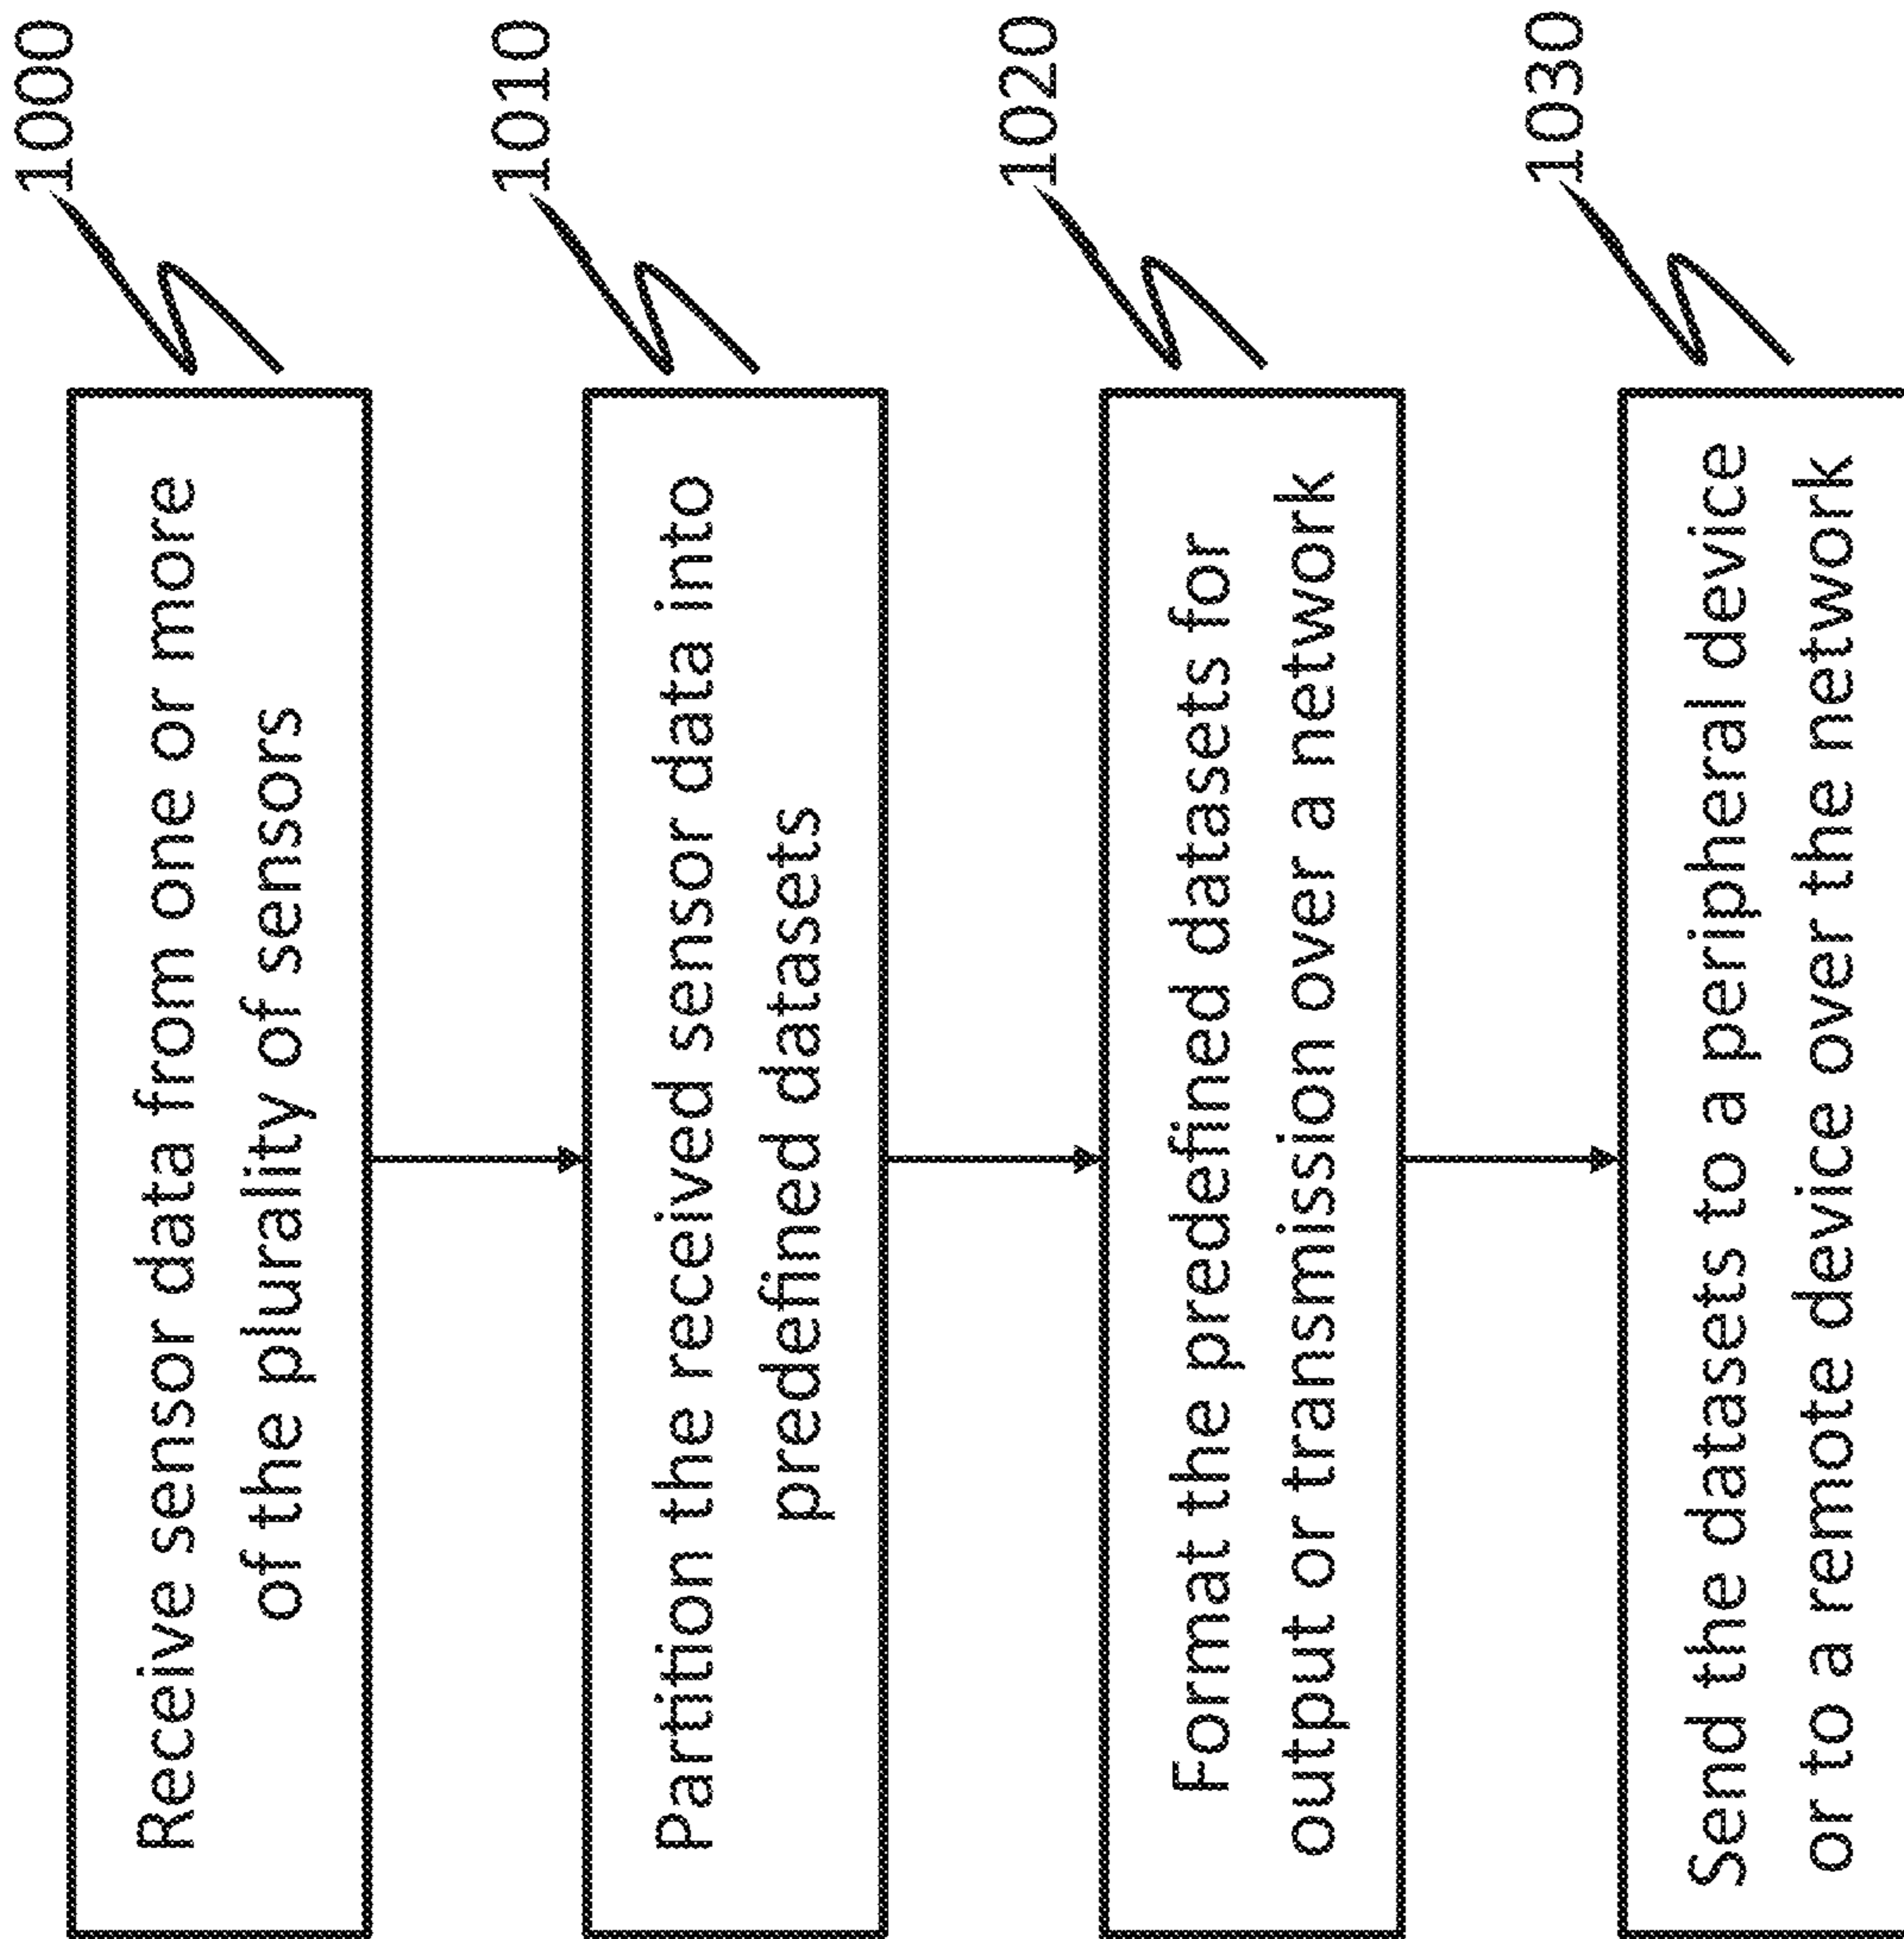 1000
Receive sensor data from one or more
of the plurality of sensors
1010
Partition the received sensor data into
predefined datasets
1020
Format the predefined datasets for
output or transmission over a network
1030
Send the datasets to a peripheral device
or to a remote device over the network